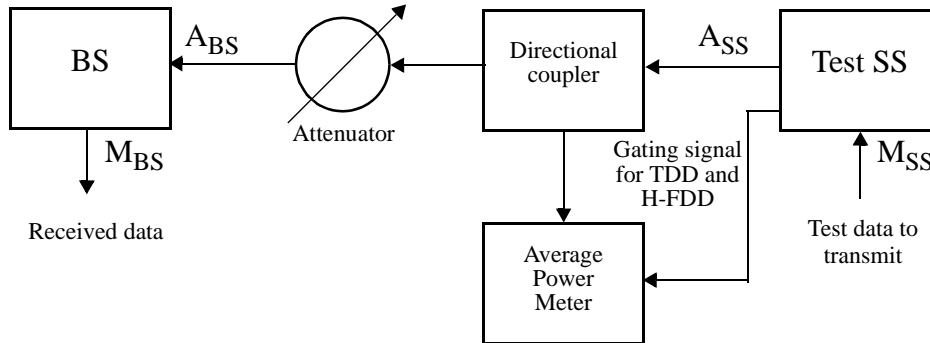 BS
A_BS
Attenuator
Directional
coupler
A_SS
Test SS
M_BS
Received data
Gating signal
for TDD and
H-FDD
M_SS
Test data to
transmit
Average
Power
Meter